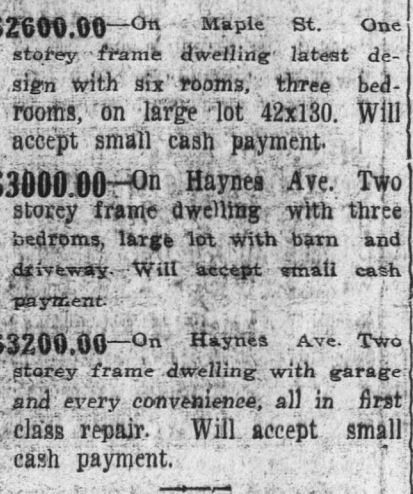 $2600.00—On Maple St. One
storey frame dwelling latest de-
sign with six rooms, three bed-
rooms, on large lot 42x130. Will
accept small cash payment.
$3000.00—On Haynes Ave. Two
storey frame dwelling with three
bedroms, large lot with barn and
driveway. Will accept small cash
payment.
$3200.00—On Haynes Ave. Two
storey frame dwelling with garage
and every convenience, all in first
class repair. Will accept small
cash payment.